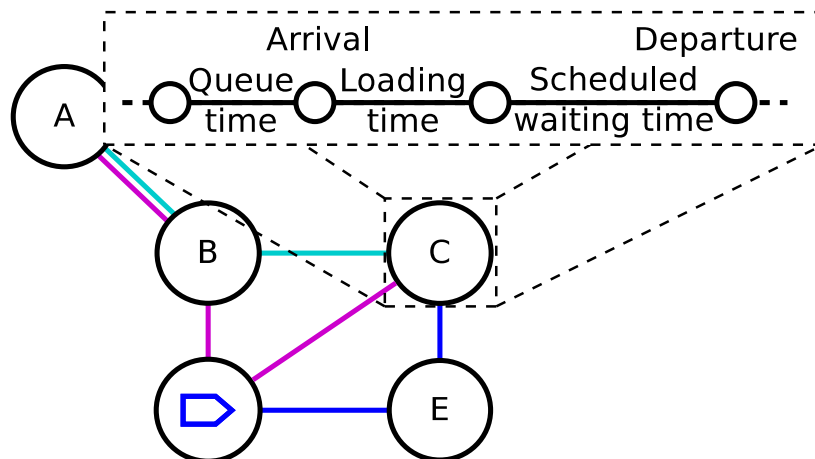 Arrival Departure
Queue Loading Scheduled
time time waiting time
A
B C
E